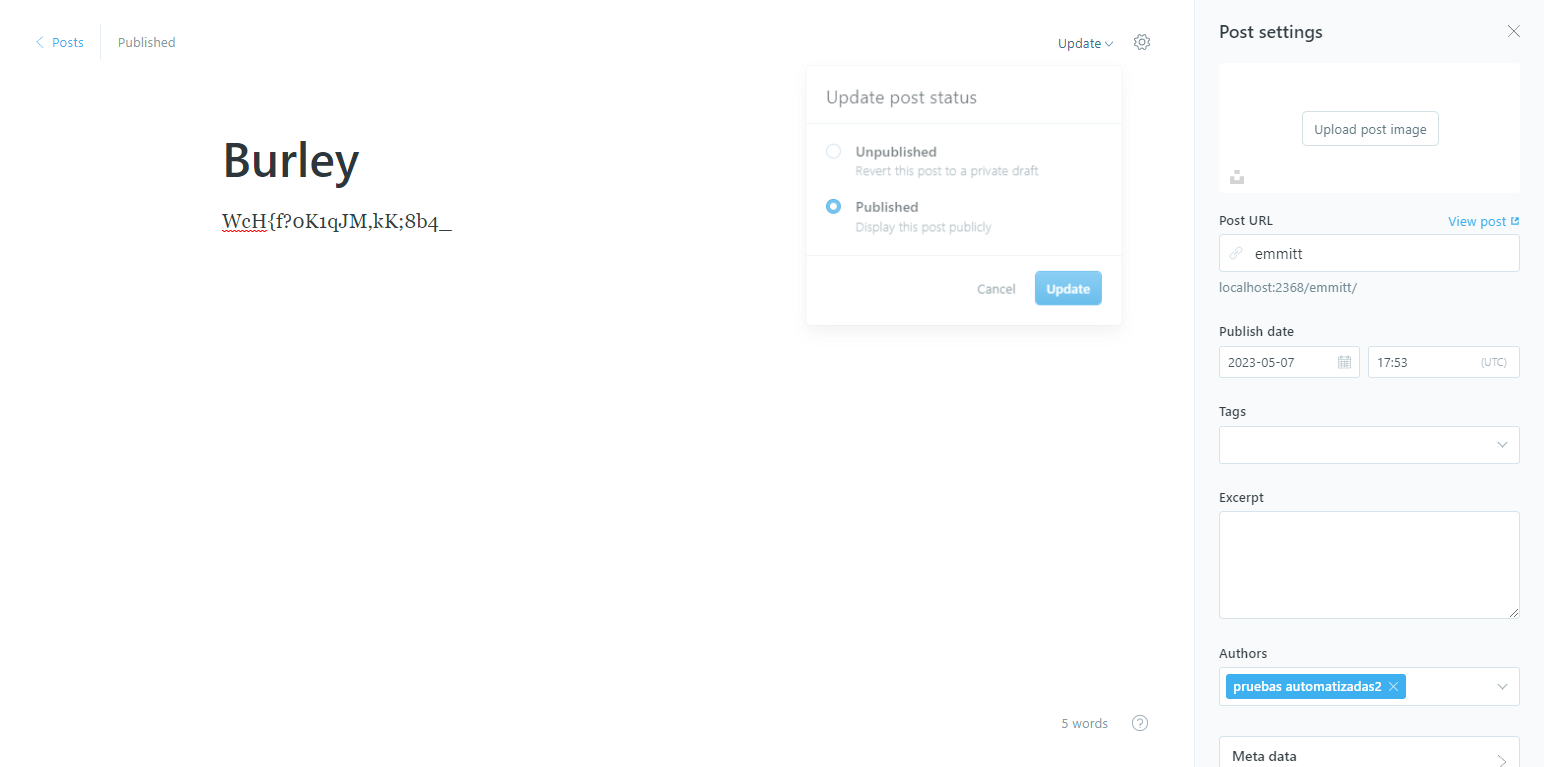 Posts
Published
Update
Burley
WcH{f?0K1qJM,kK;8b4_
Update post status
Unpublished
Revert this post to a private draft
Published
Display this post publicly
Cancel
Update
5 words
?
Post settings
Upload post image
Post URL
View post
emmitt
localhost:2368/emmitt/
Publish date
2023-05-07
17:53
(UTC)
Tags
Excerpt
Authors
pruebas automatizadas2
Meta data